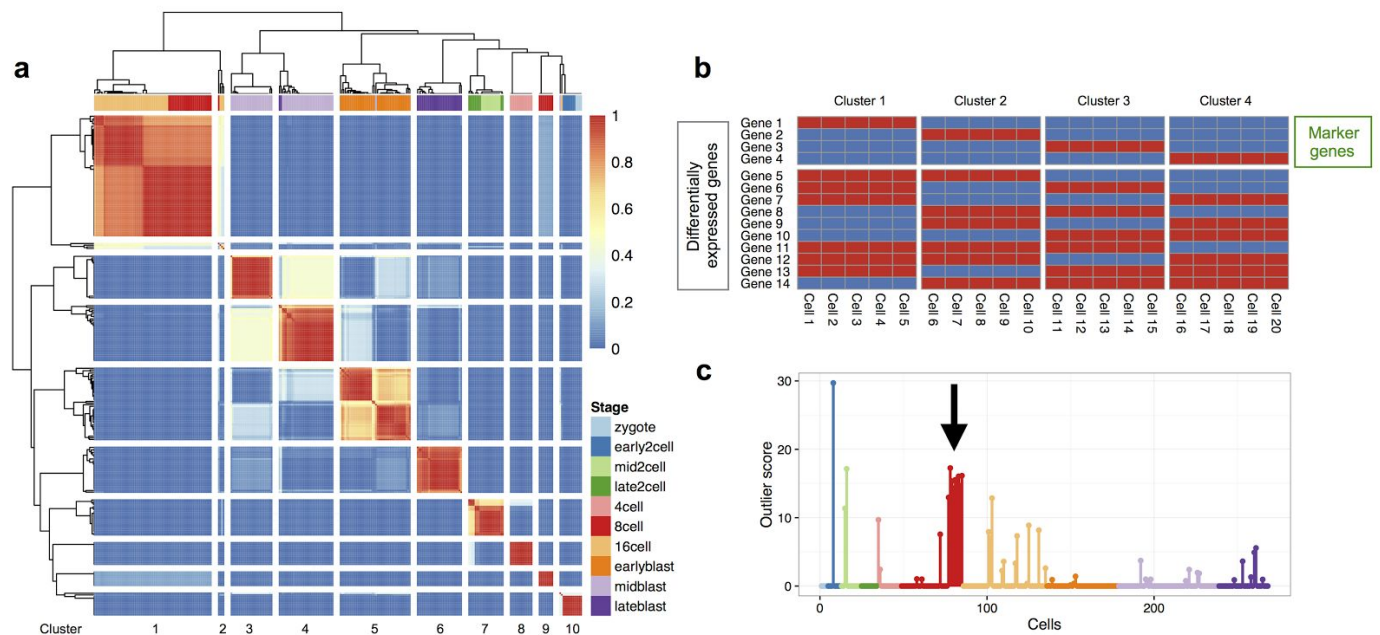 a
1
0.8
0.6
0.4
0.2
0
Stage
zygote
early2cell
mid2cell
late2cell
4cell
8cell
16cell
earlyblast
midblast
lateblast
Cluster 1 2 3 4 5 6 7 8 9 10
b
Cluster 1 Cluster 2 Cluster 3 Cluster 4
Differentially
expressed genes
Gene 1
Gene 2
Gene 3
Gene 4
Gene 5
Gene 6
Gene 7
Gene 8
Gene 9
Gene 10
Gene 11
Gene 12
Gene 13
Gene 14
Marker
genes
Cell 1
Cell 2
Cell 3
Cell 4
Cell 5
Cell 6
Cell 7
Cell 8
Cell 9
Cell 10
Cell 11
Cell 12
Cell 13
Cell 14
Cell 15
Cell 16
Cell 17
Cell 18
Cell 19
Cell 20
c
Outlier score
30
20
10
0
0 100 200
Cells